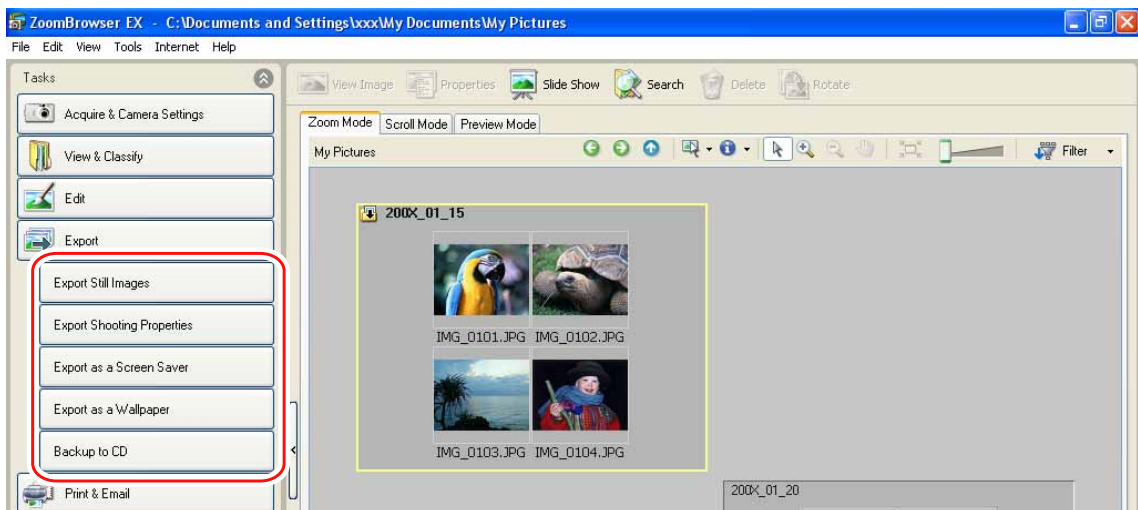 ZoomBrowser EX - C:\Documents and Settings\xxx\My Documents\My Pictures
File Edit View Tools Internet Help
Tasks
Acquire & Camera Settings
View & Classify
Edit
Export
Export Still Images
Export Shooting Properties
Export as a Screen Saver
Export as a Wallpaper
Backup to CD
Print & Email
View Image Properties Slide Show Search Delete Rotate
Zoom Mode Scroll Mode Preview Mode
My Pictures Filter
200X_01_15
IMG_0101.JPG IMG_0102.JPG
IMG_0103.JPG IMG_0104.JPG
200X_01_20